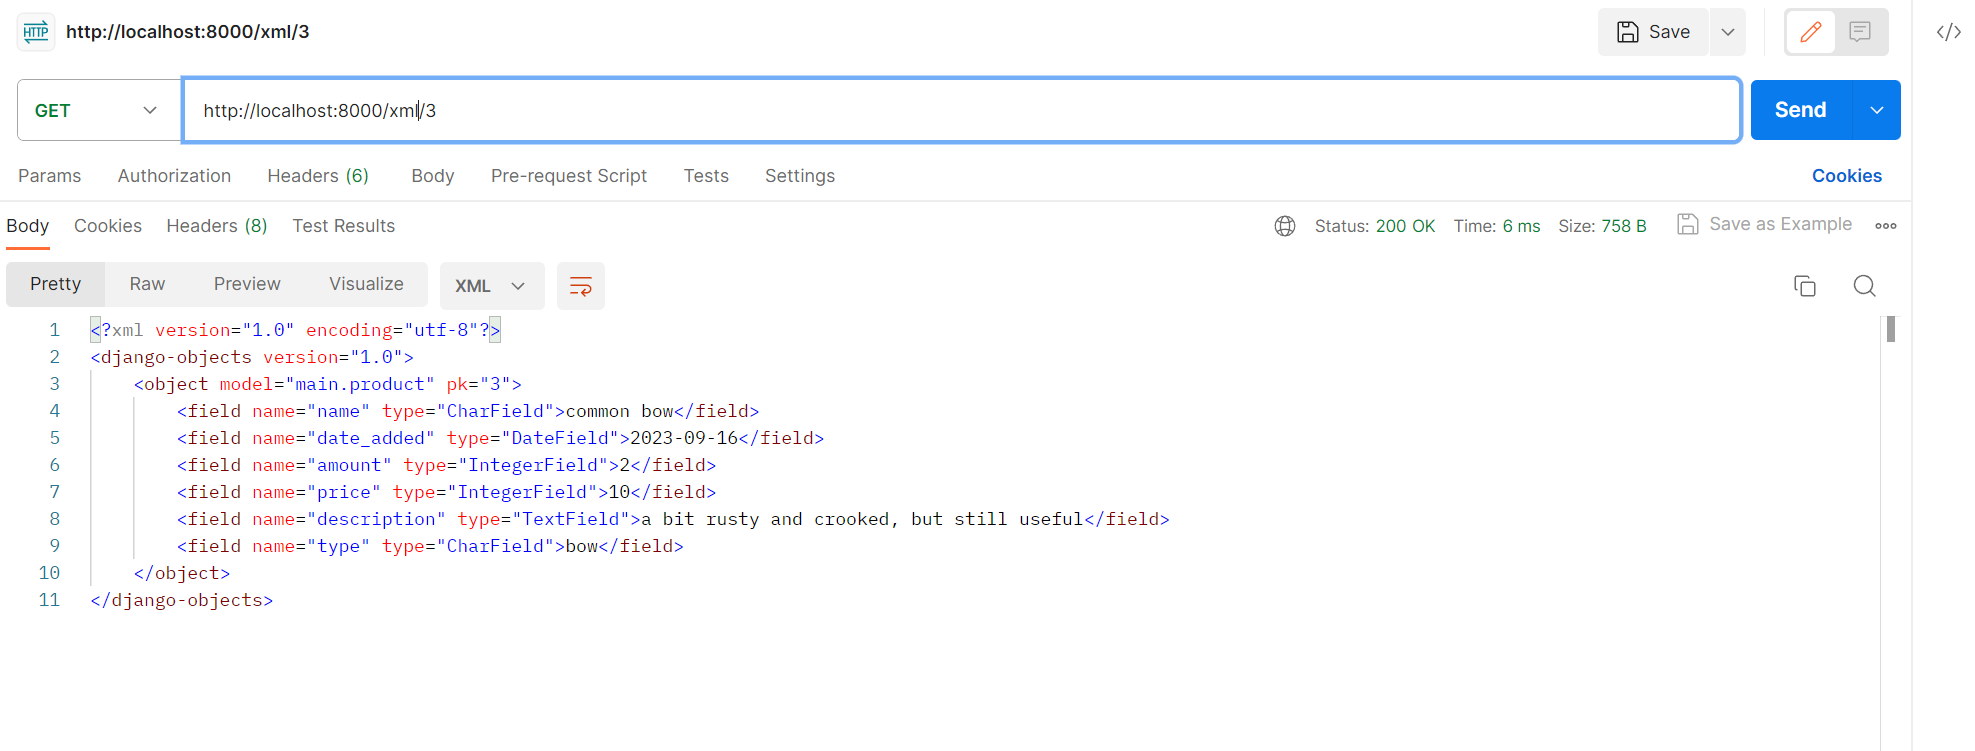 HTTP http://localhost:8000/xml/3 Save
GET http://localhost:8000/xml/3 Send
Params Authorization Headers (6) Body Pre-request Script Tests Settings Cookies
Body Cookies Headers (8) Test Results Status: 200 OK Time: 6 ms Size: 758 B Save as Example
Pretty Raw Preview Visualize XML
1 <?xml version="1.0" encoding="utf-8"?>
2 <django-objects version="1.0">
3 <object model="main.product" pk="3">
4 <field name="name" type="CharField">common bow</field>
5 <field name="date_added" type="DateField">2023-09-16</field>
6 <field name="amount" type="IntegerField">2</field>
7 <field name="price" type="IntegerField">10</field>
8 <field name="description" type="TextField">a bit rusty and crooked, but still useful</field>
9 <field name="type" type="CharField">bow</field>
10 </object>
11 </django-objects>